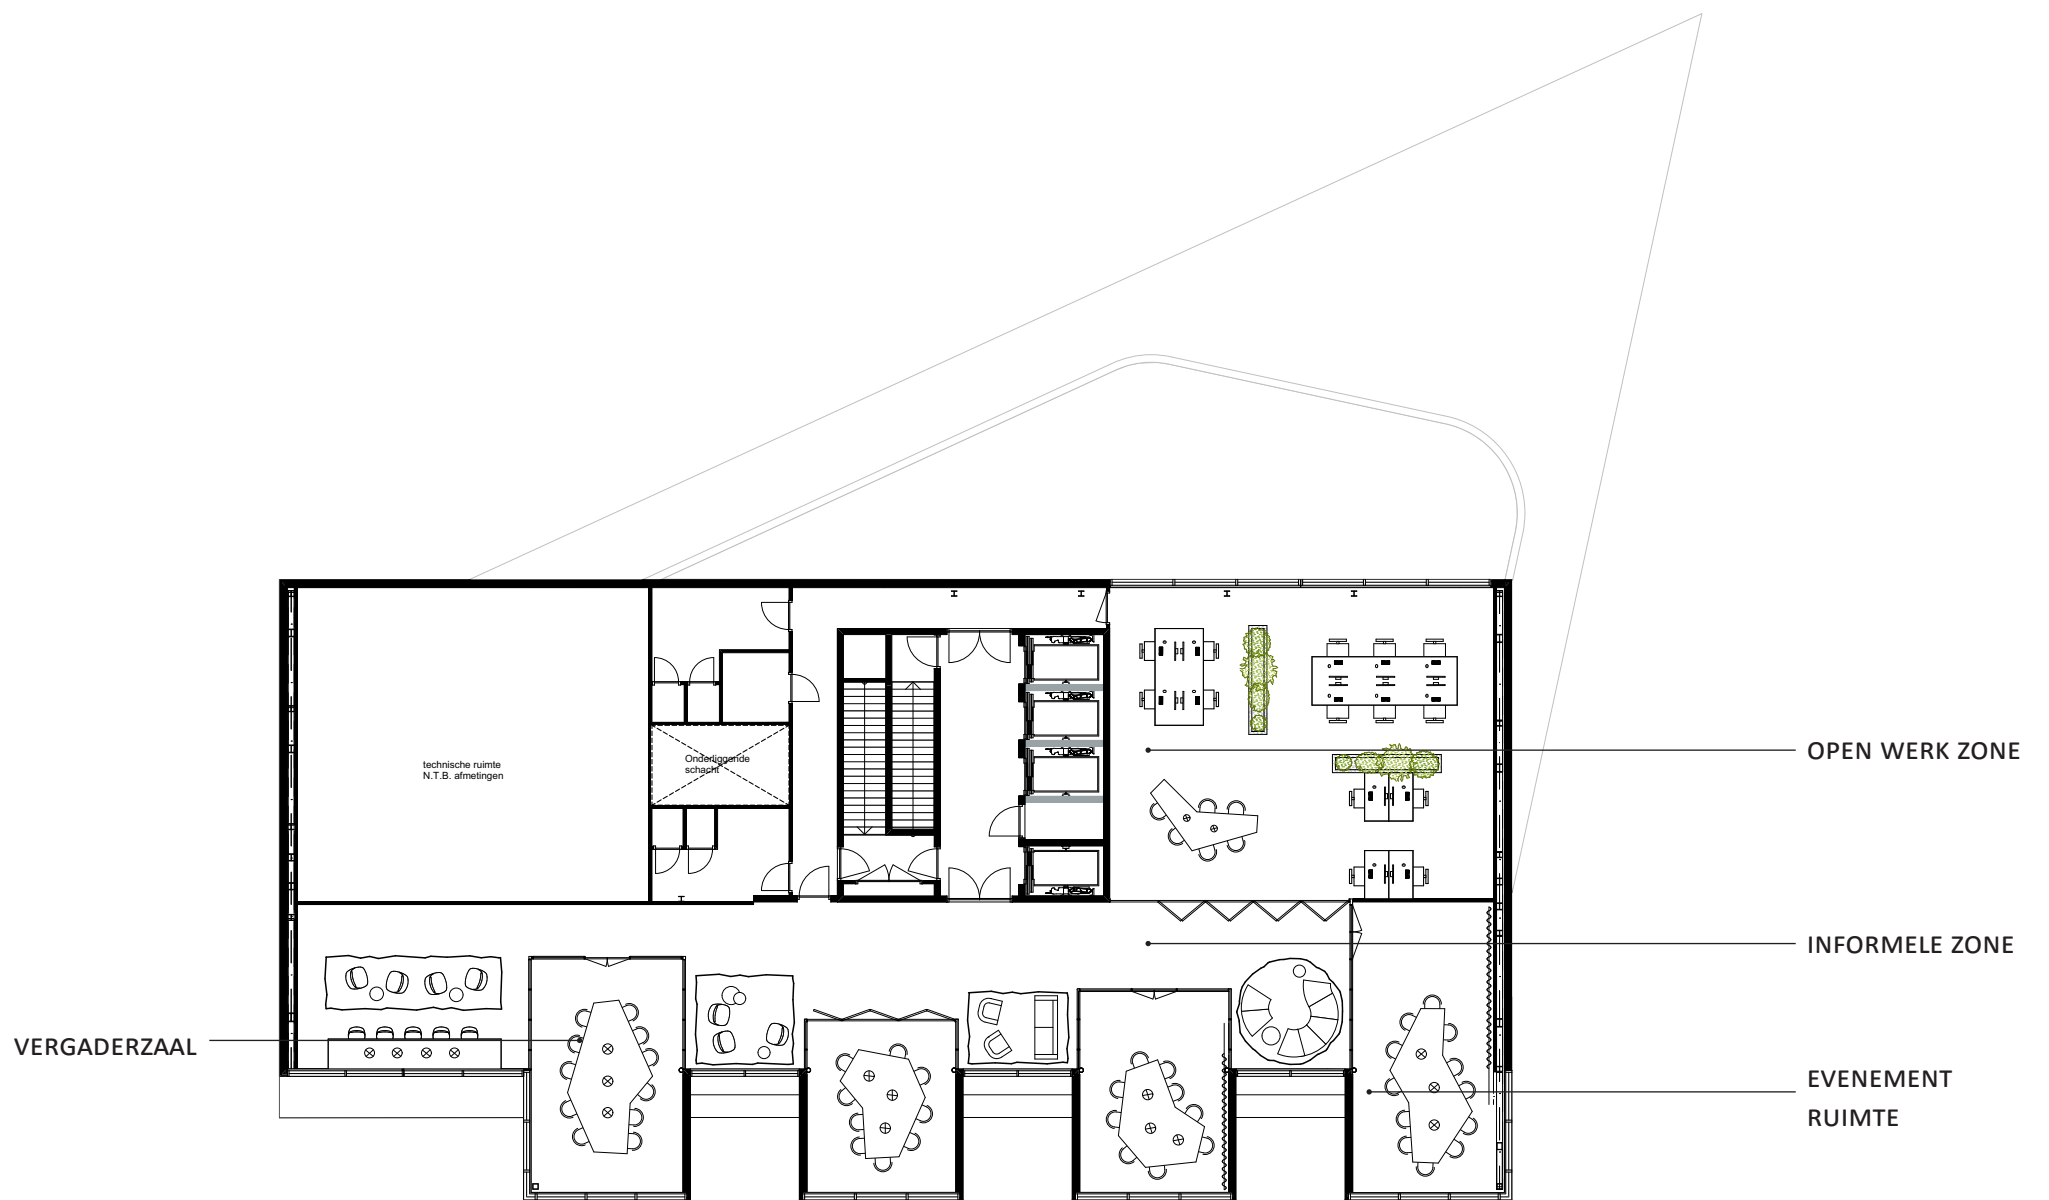 technische ruimte
N.T.B. afmetingen
Onderliggende
schacht
OPEN WERK ZONE
INFORMELE ZONE
VERGADERZAAL
EVENEMENT
RUIMTE